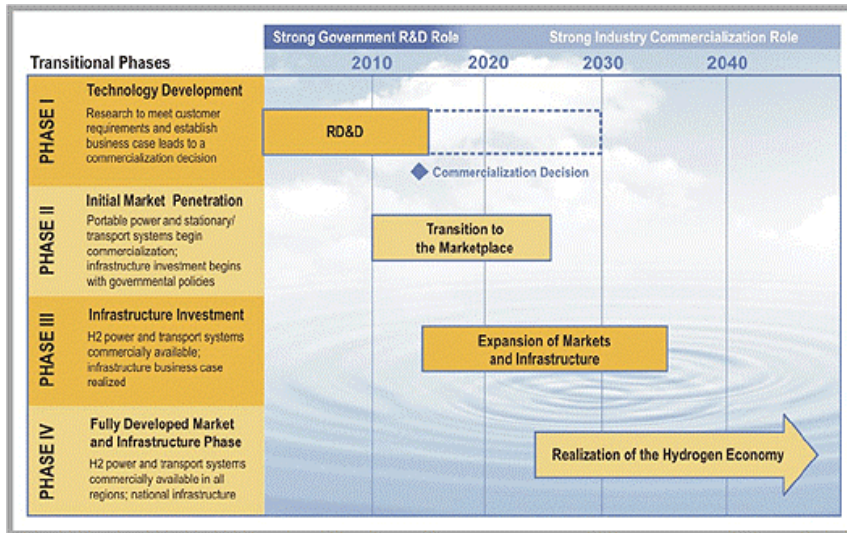 Strong Government R&D Role
Strong Industry Commercialization Role
Transitional Phases
2010
2020
2030
2040
PHASE I
Technology Development
Research to meet customer
requirements and establish
business case leads to a
commercialization decision
RD&D
Commercialization Decision
PHASE II
Initial Market Penetration
Portable power and stationary/
transport systems begin
commercialization;
infrastructure investment begins
with governmental policies
Transition to
the Marketplace
PHASE III
Infrastructure Investment
H2 power and transport systems
commercially available;
infrastructure business case
realized
Expansion of Markets
and Infrastructure
PHASE IV
Fully Developed Market
and Infrastructure Phase
H2 power and transport systems
commercially available in all
regions; national infrastructure
Realization of the Hydrogen Economy